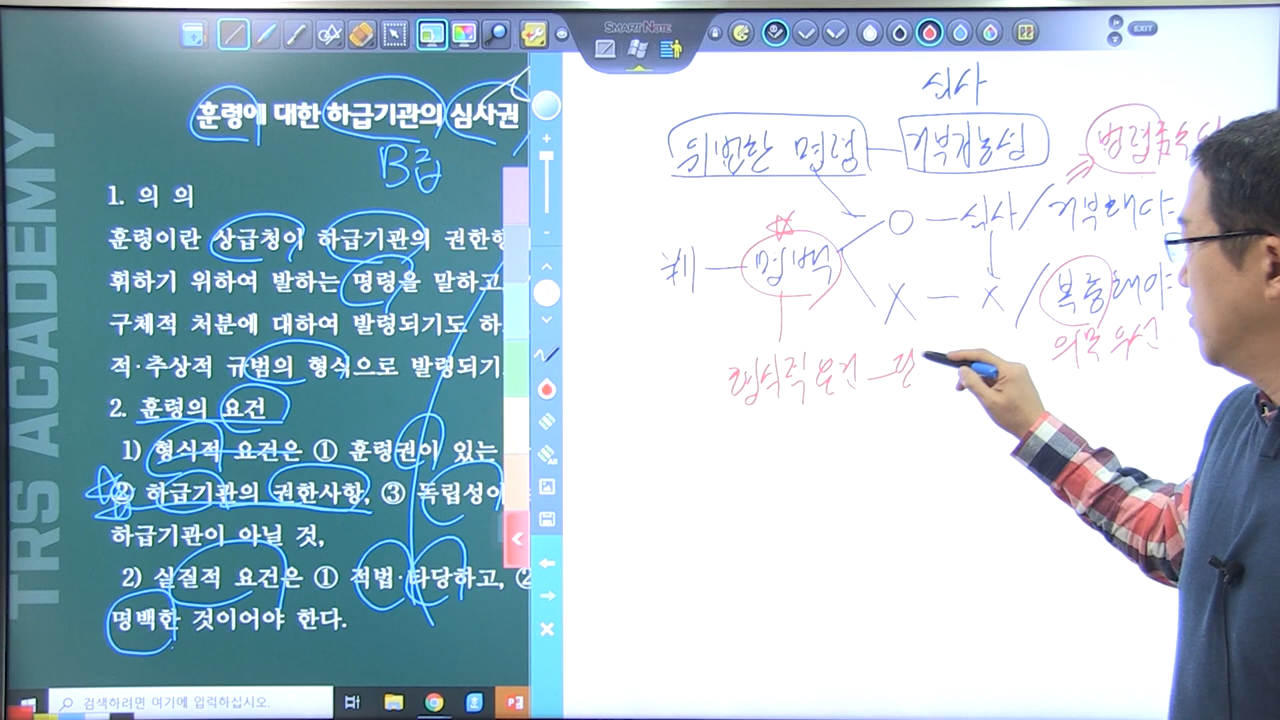 SMART NOTE
EXIT
TRS ACADEMY
훈령에 대한 하급기관의 심사권
B급
1. 의 의
훈령이란 상급청이 하급기관의 권한행
휘하기 위하여 발하는 명령을 말하고
구체적 처분에 대하여 발령되기도 하
적·추상적 규범의 형식으로 발령되기
2. 훈령의 요건
1) 형식적 요건은 ① 훈령권이 있는
② 하급기관의 권한사항, ③ 독립성이
하급기관이 아닐 것,
2) 실질적 요건은 ① 적법·타당하고, ②
명백한 것이어야 한다.
검색하려면 여기에 입력하십시오.
심사
위법한 명령 — 거부가능성
법령준수
○ — 심사 / 거부해야
명백
X — X / 복종해야
의무 우선
형식적 요건 —